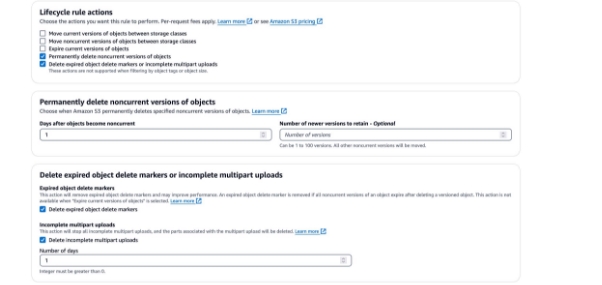 Lifecycle rule actions
Choose the actions you want this rule to perform. Per-request fees apply. Learn more or see Amazon S3 pricing
Move current versions of objects between storage classes
Move noncurrent versions of objects between storage classes
Expire current versions of objects
Permanently delete noncurrent versions of objects
Delete expired object delete markers or incomplete multipart uploads
These actions are not supported when filtering by object tags or object size.
Permanently delete noncurrent versions of objects
Choose when Amazon S3 permanently deletes specified noncurrent versions of objects. Learn more
Days after objects become noncurrent
1
Number of newer versions to retain - Optional
Number of versions
Can be 1 to 100 versions. All other noncurrent versions will be moved.
Delete expired object delete markers or incomplete multipart uploads
Expired object delete markers
This action will remove expired object delete markers and may improve performance. An expired object delete marker is removed if all noncurrent versions of an object expire after deleting a versioned object. This action is not
available when "Expire current versions of objects" is selected. Learn more
Delete expired object delete markers
Incomplete multipart uploads
This action will stop all incomplete multipart uploads, and the parts associated with the multipart upload will be deleted. Learn more
Delete incomplete multipart uploads
Number of days
1
Integer must be greater than 0.